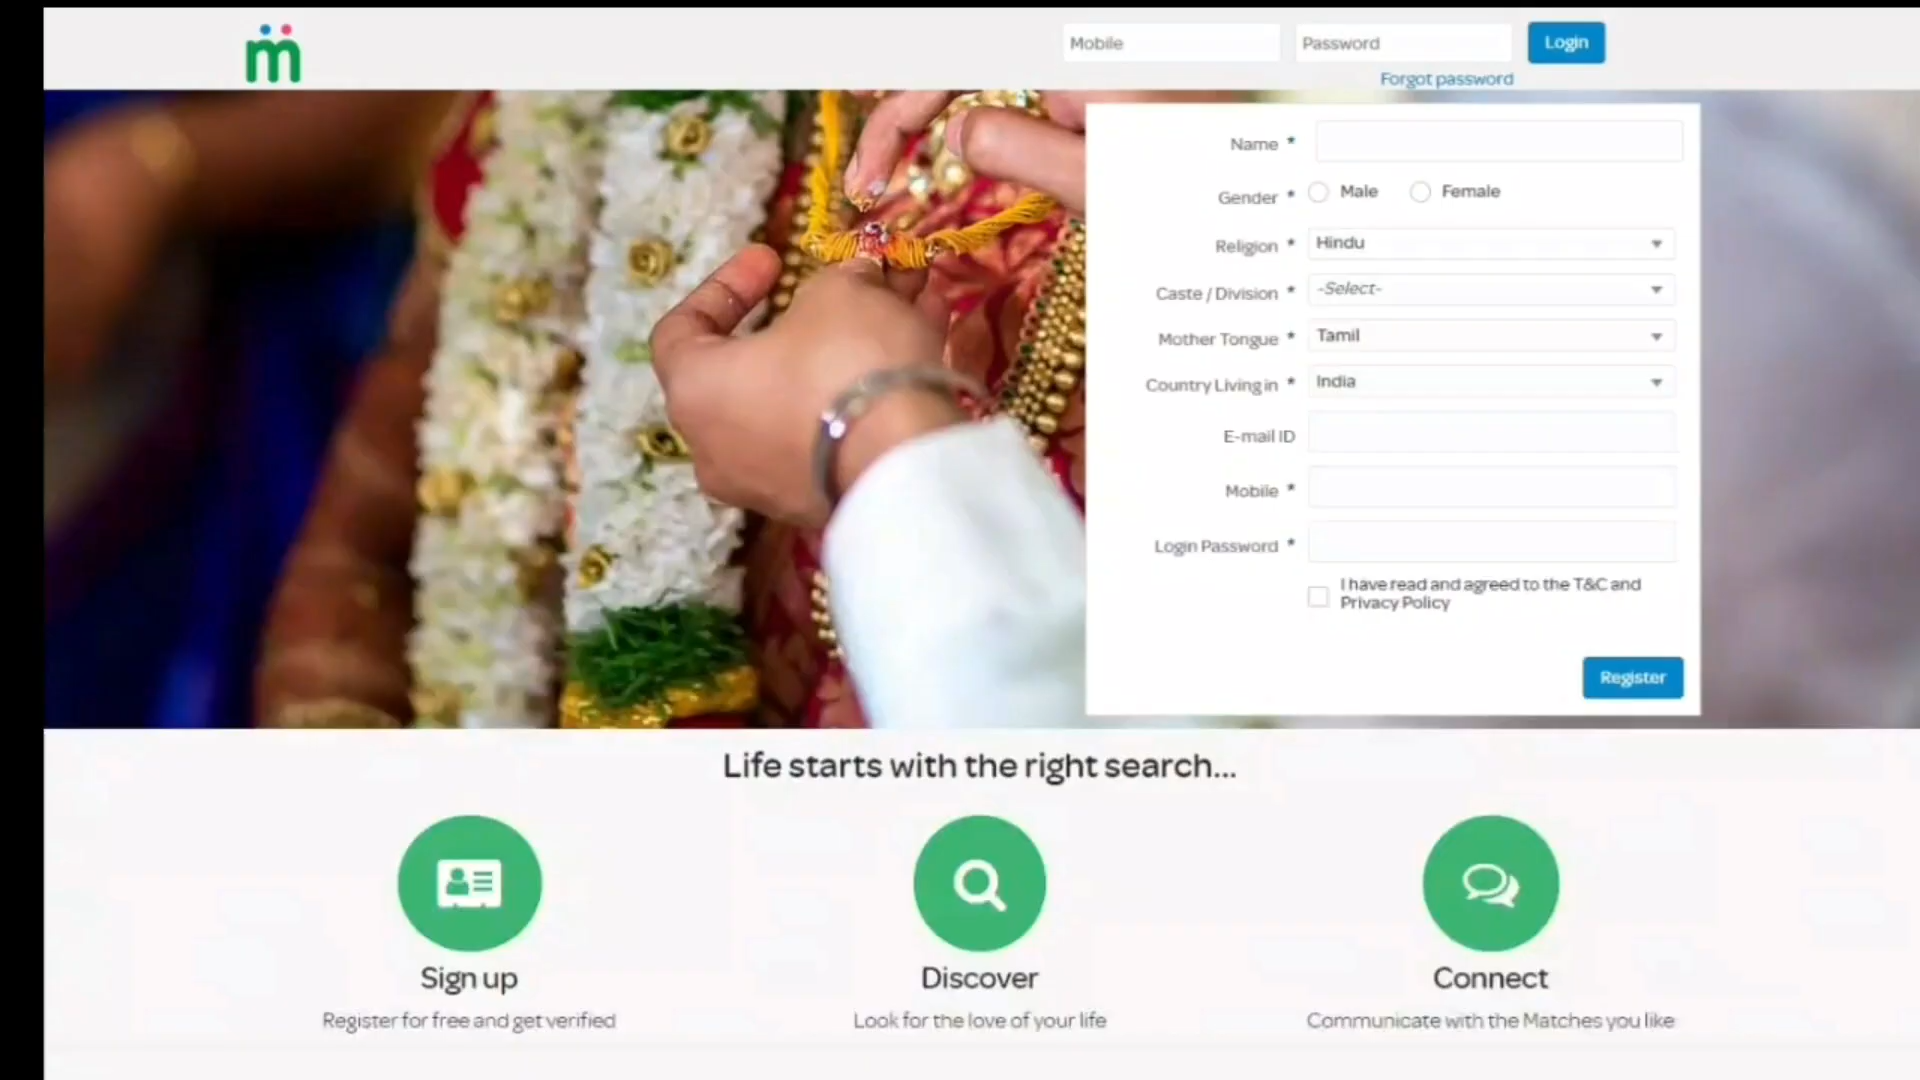 m
Mobile
Password
Login
Forgot password
Name *
Gender * Male Female
Religion * Hindu
Caste / Division * -Select-
Mother Tongue * Tamil
Country Living in * India
E-mail ID
Mobile *
Login Password *
I have read and agreed to the T&C and
Privacy Policy
Register
Life starts with the right search...
Sign up
Register for free and get verified
Discover
Look for the love of your life
Connect
Communicate with the Matches you like